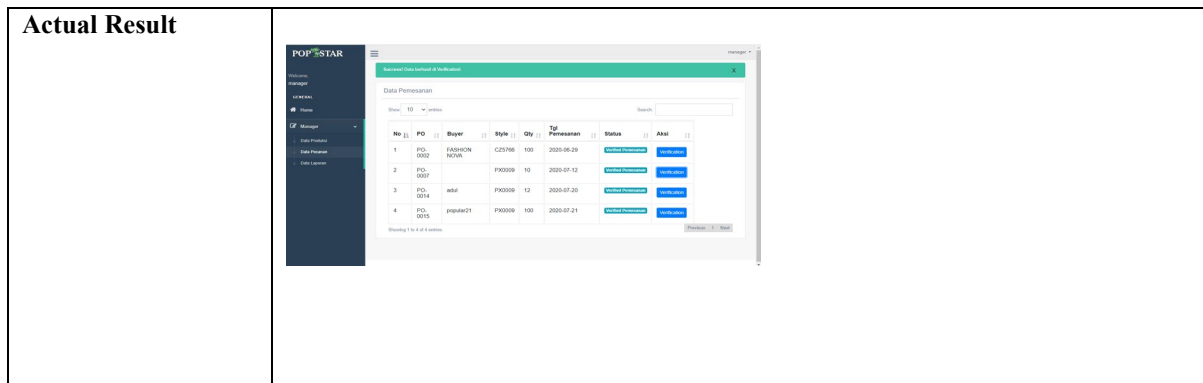 Actual Result
POP STAR
manager
Success! Data berhasil di Verification!
X
Welcome,
manager
GENERAL
Home
Manager
Data Produksi
Data Pesanan
Data Laporan
Data Pemesanan
Show 10 entries
Search:
No PO Buyer Style Qty Tgl Pemesanan Status Aksi
1 PO-0002 FASHION NOVA CZ5766 100 2020-06-29 Verified Pemesanan Verification
2 PO-0007 PX0009 10 2020-07-12 Verified Pemesanan Verification
3 PO-0014 adul PX0009 12 2020-07-20 Verified Pemesanan Verification
4 PO-0015 popular21 PX0009 100 2020-07-21 Verified Pemesanan Verification
Showing 1 to 4 of 4 entries
Previous 1 Next